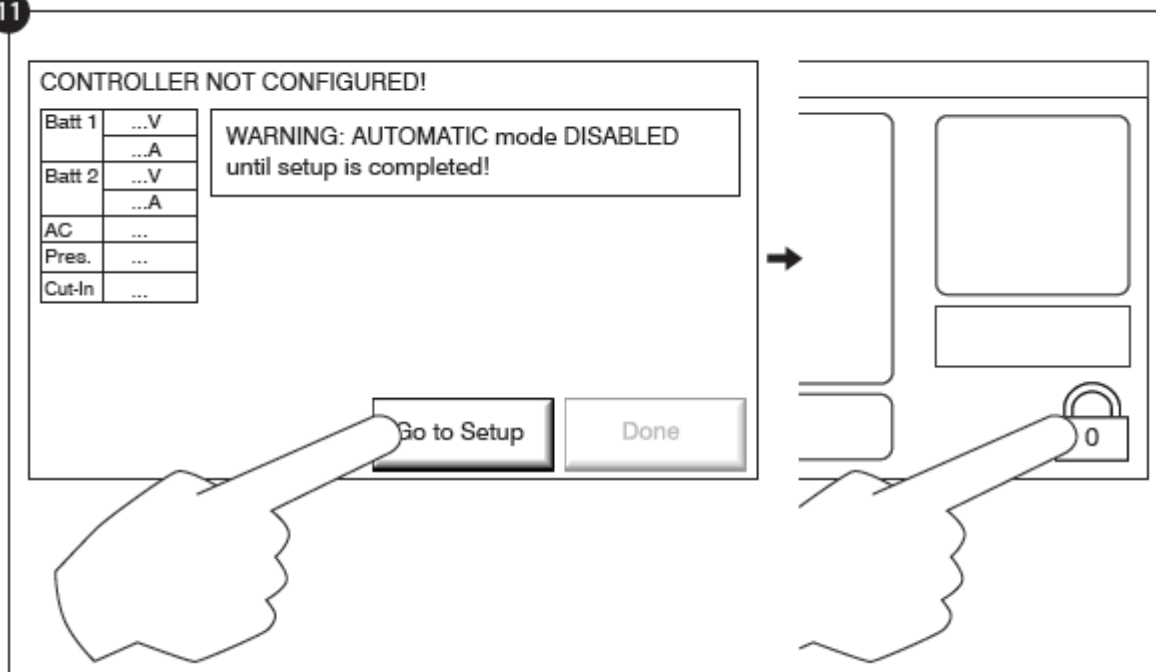 11
CONTROLLER NOT CONFIGURED!
Batt 1 ...V
...A
Batt 2 ...V
...A
AC ...
Pres. ...
Cut-In ...
WARNING: AUTOMATIC mode DISABLED
until setup is completed!
Go to Setup
Done
0